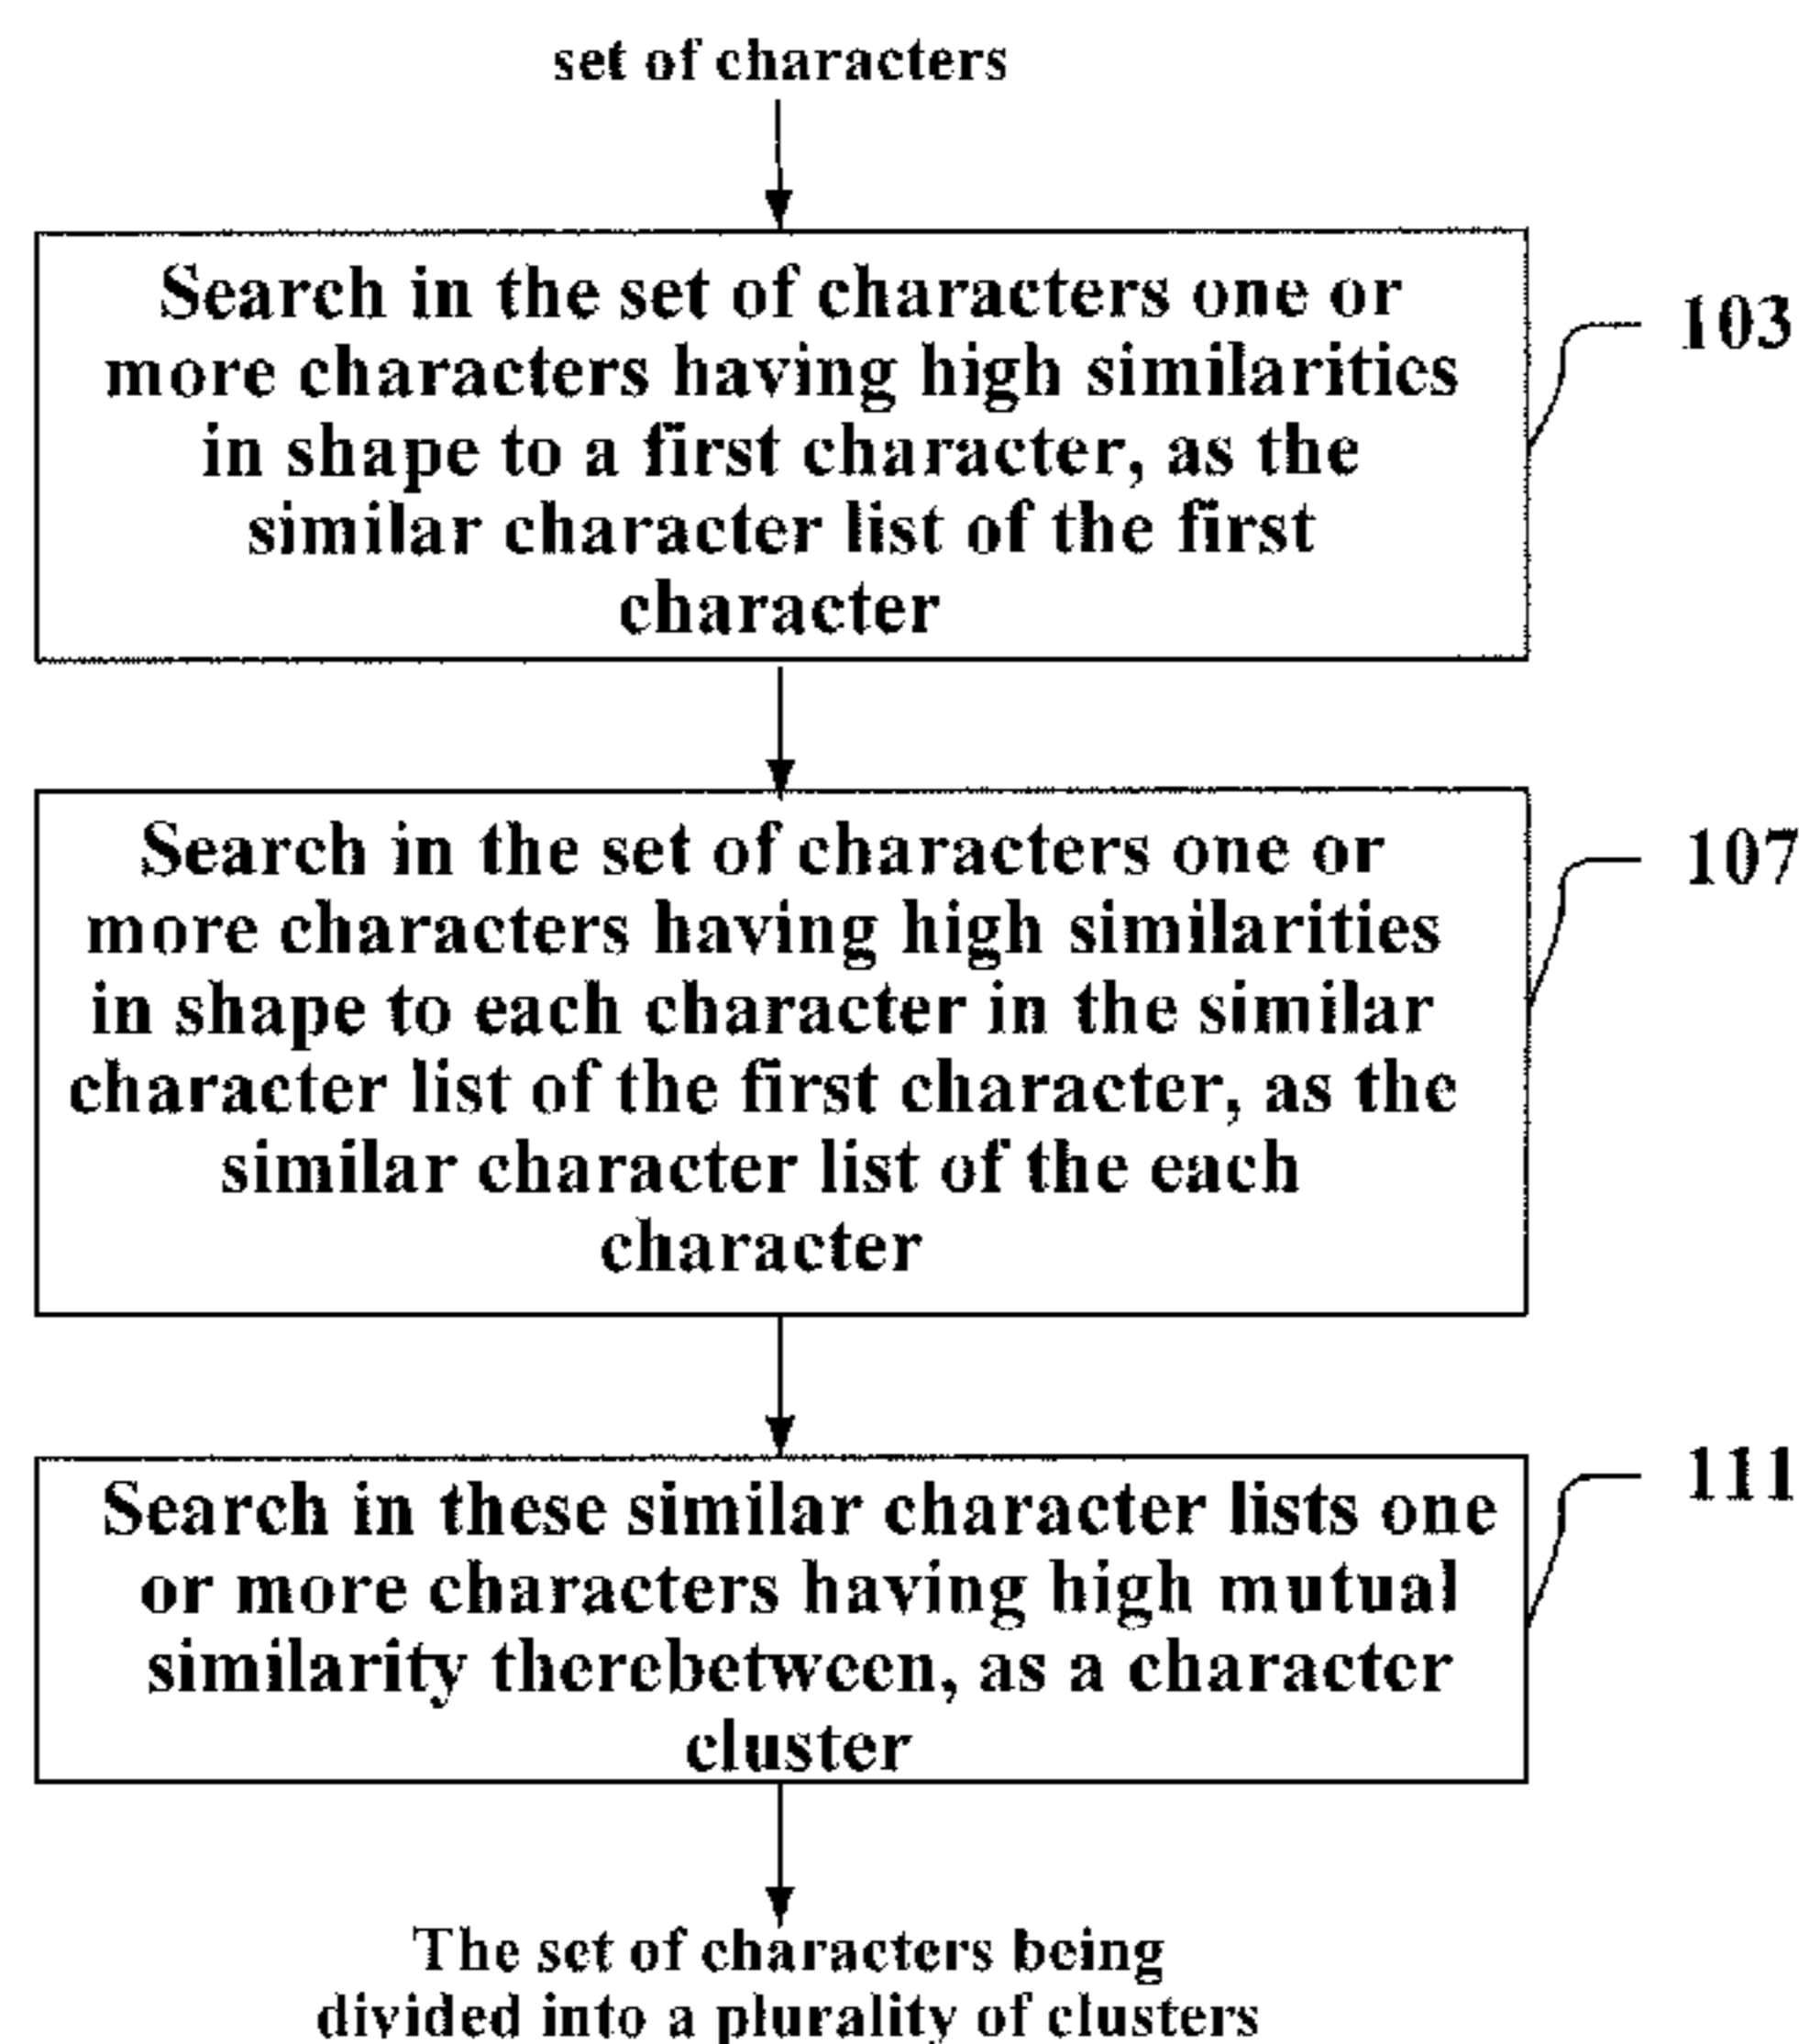 set of characters
Search in the set of characters one or
more characters having high similarities
in shape to a first character, as the
similar character list of the first
character
103
Search in the set of characters one or
more characters having high similarities
in shape to each character in the similar
character list of the first character, as the
similar character list of the each
character
107
Search in these similar character lists one
or more characters having high mutual
similarity therebetween, as a character
cluster
111
The set of characters being
divided into a plurality of clusters